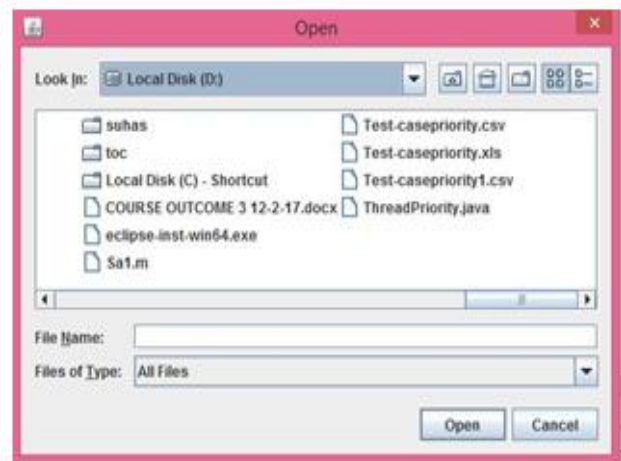 Open
Look In: Local Disk (D:)
suhas
toc
Local Disk (C) - Shortcut
COURSE OUTCOME 3 12-2-17.docx
eclipse-inst-win64.exe
Sa1.m
Test-casepriority.csv
Test-casepriority.xls
Test-casepriority1.csv
ThreadPriority.java
File Name:
Files of Type: All Files
Open Cancel